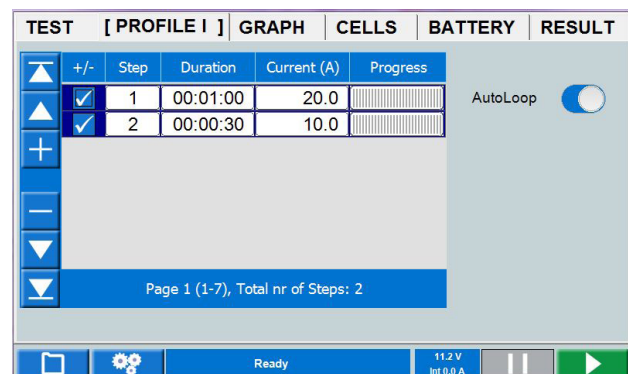 TEST [ PROFILE I ] GRAPH CELLS BATTERY RESULT
+/- Step Duration Current (A) Progress
1 00:01:00 20.0
2 00:00:30 10.0
AutoLoop
Page 1 (1-7), Total nr of Steps: 2
Ready
11.2 V
Int 0.0 A